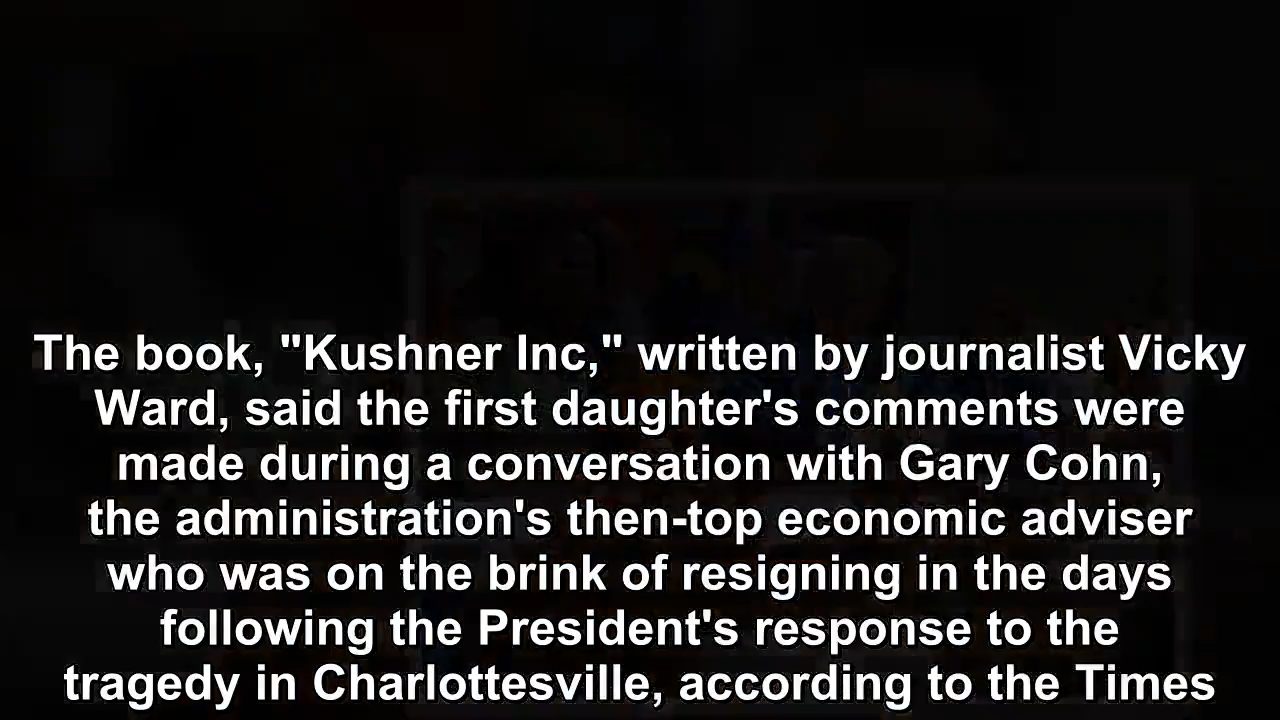 The book, "Kushner Inc," written by journalist Vicky
Ward, said the first daughter's comments were
made during a conversation with Gary Cohn,
the administration's then-top economic adviser
who was on the brink of resigning in the days
following the President's response to the
tragedy in Charlottesville, according to the Times